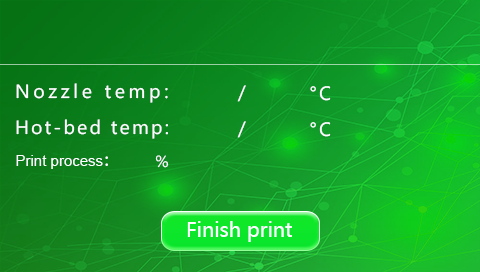 Nozzle temp: / °C
Hot-bed temp: / °C
Print process: %
Finish print